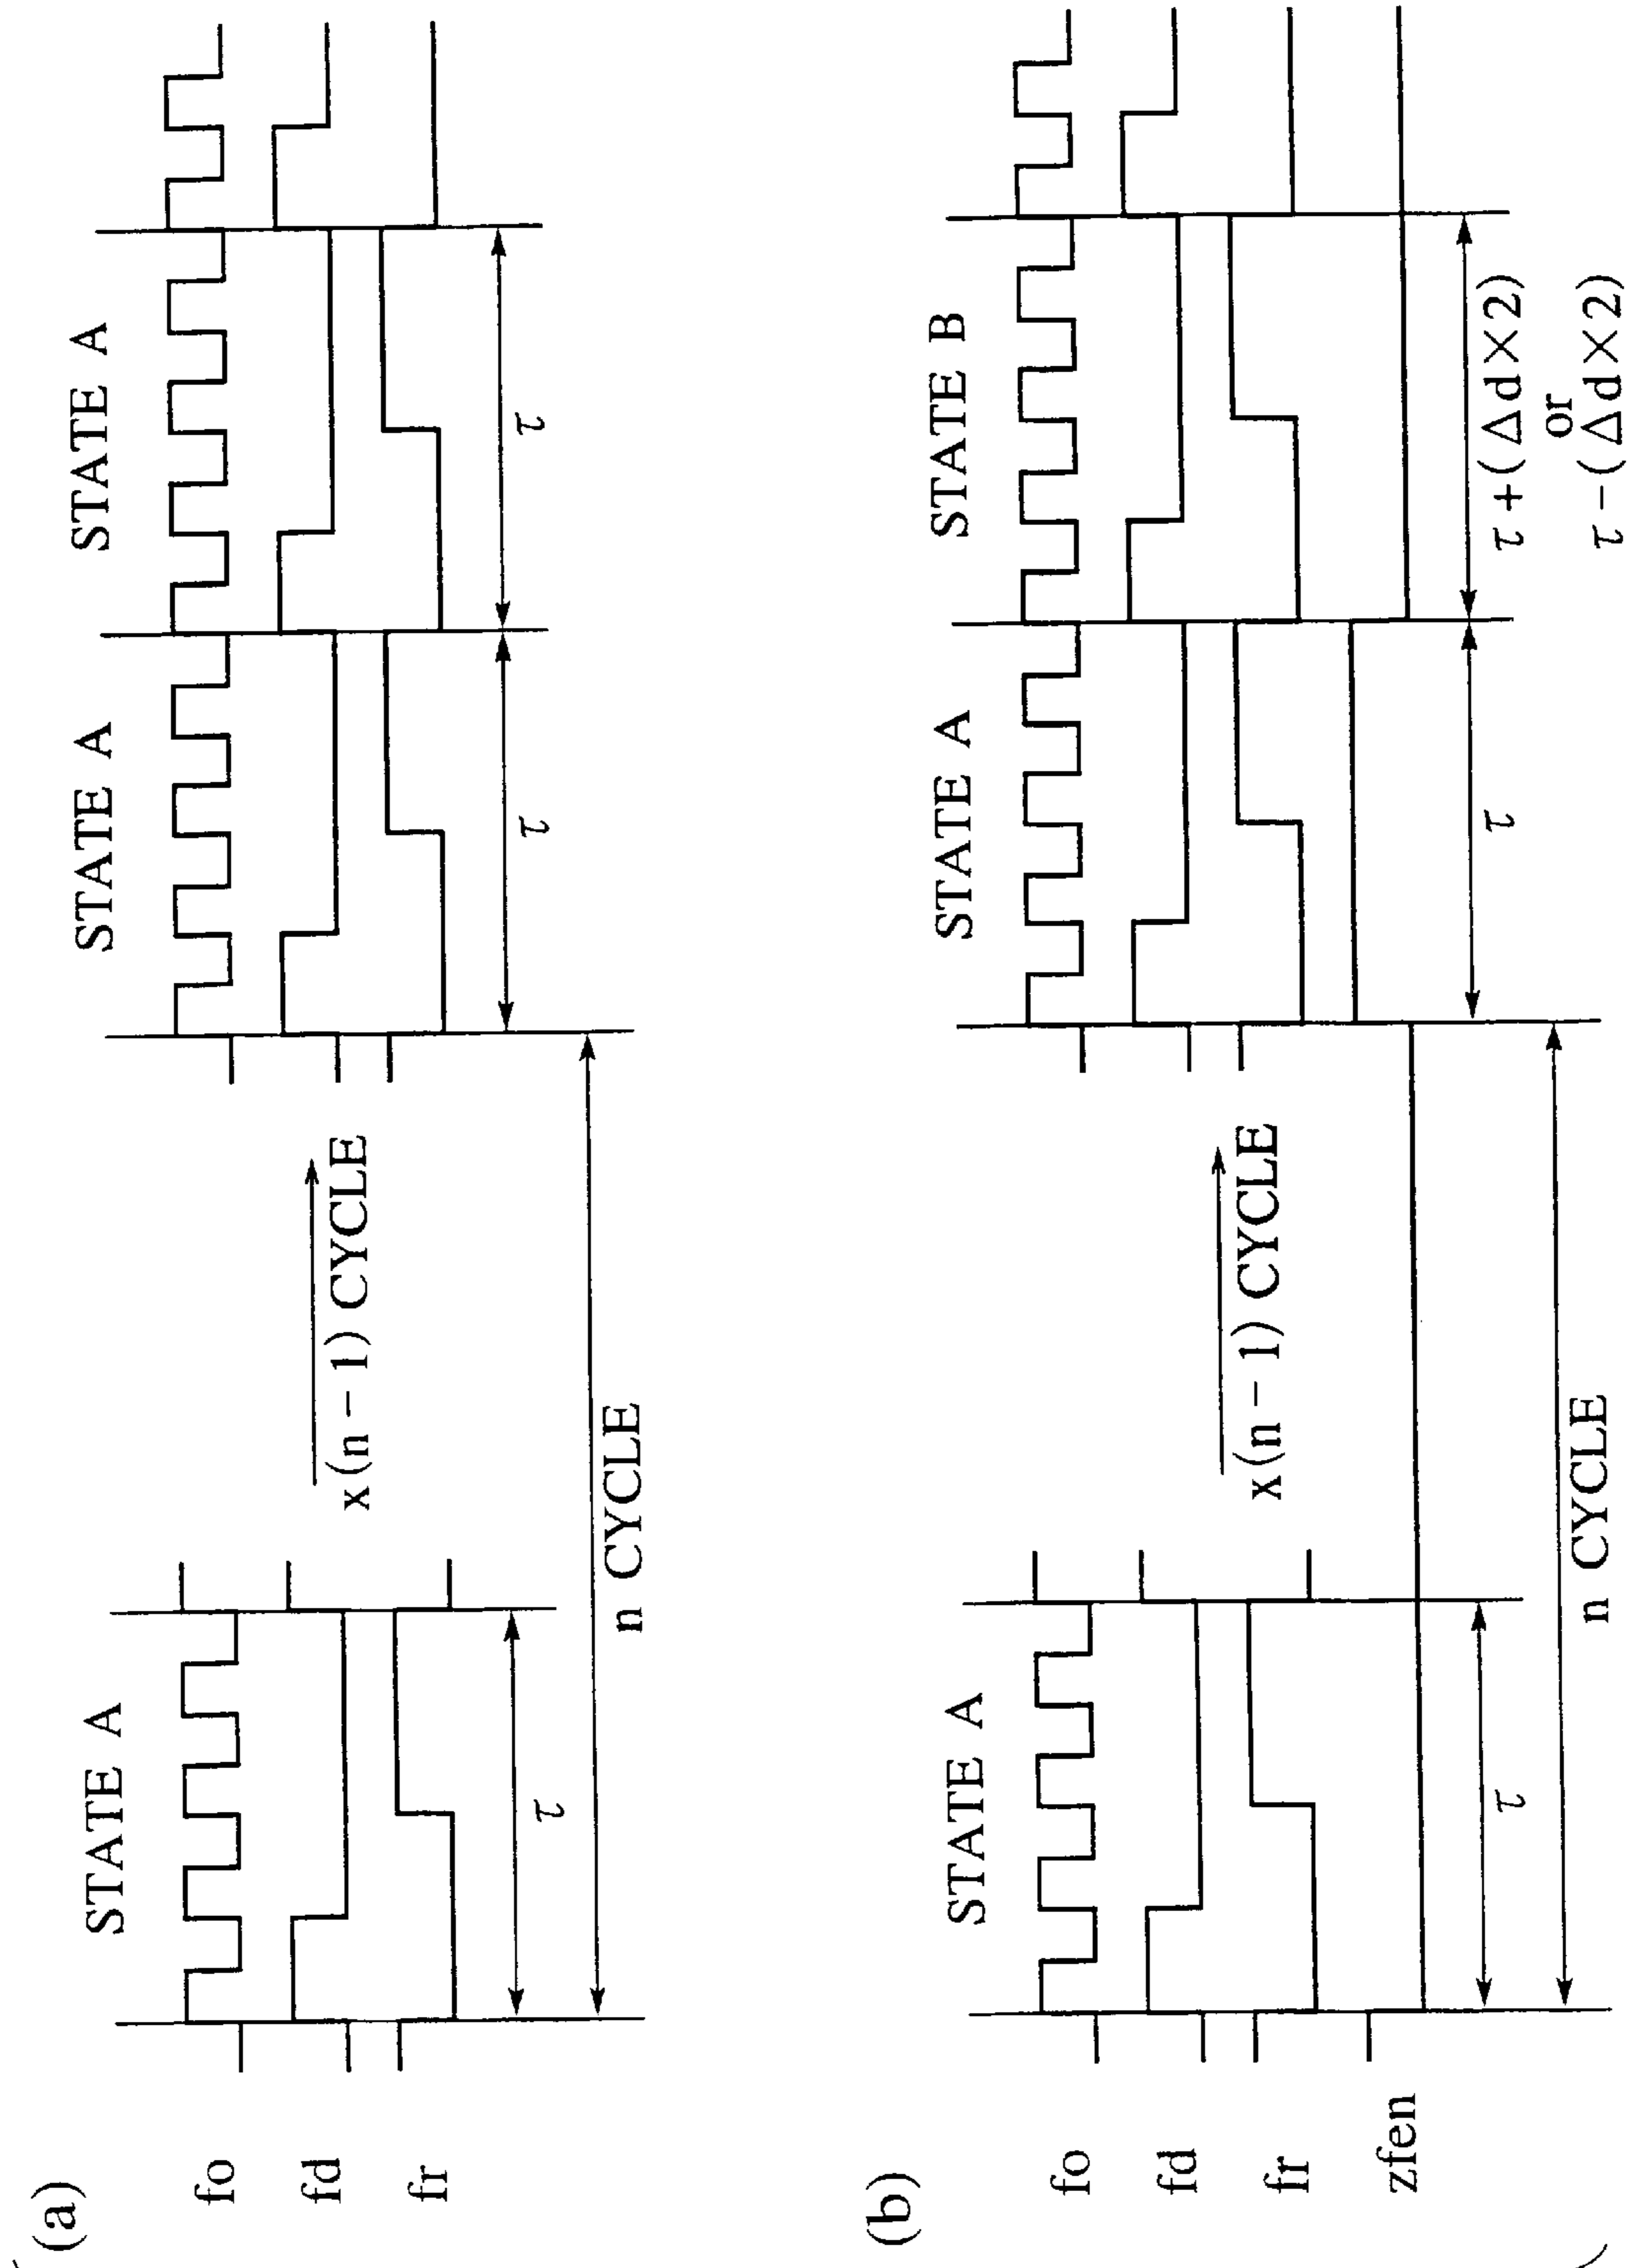 (a)
STATE A
STATE A
STATE A
fo
fd
fr
x(n−1) CYCLE
τ
τ
τ
n CYCLE
(b)
STATE A
STATE A
STATE B
fo
fd
fr
zfen
x(n−1) CYCLE
τ
τ
τ+(Δd×2)
or
τ−(Δd×2)
n CYCLE